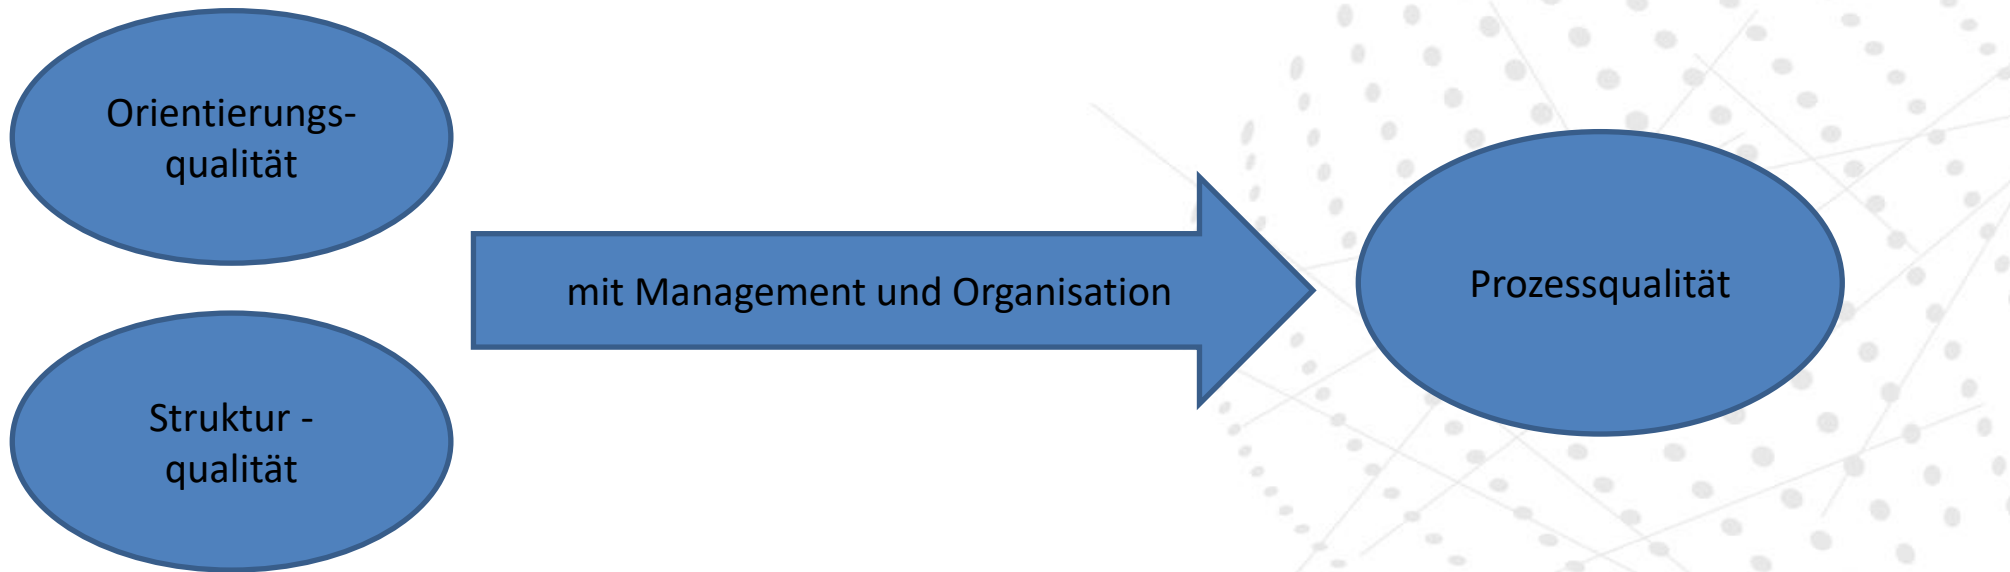 Orientierungs-
qualität
mit Management und Organisation
Prozessqualität
Struktur -
qualität